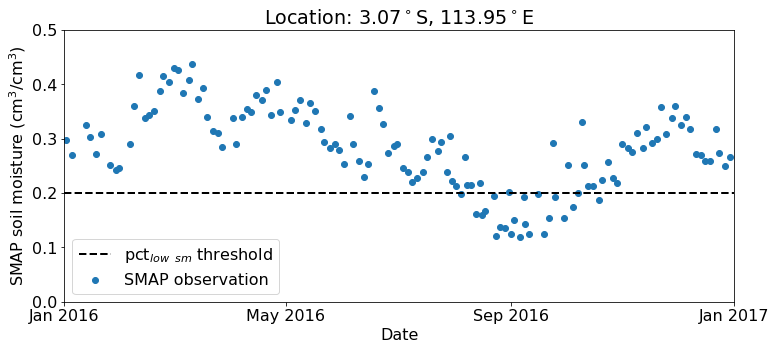 Location: 3.07°S, 113.95°E
SMAP soil moisture (cm³/cm³)
0.5
0.4
0.3
0.2
0.1
0.0
pct_low sm threshold
SMAP observation
Jan 2016
May 2016
Sep 2016
Jan 2017
Date